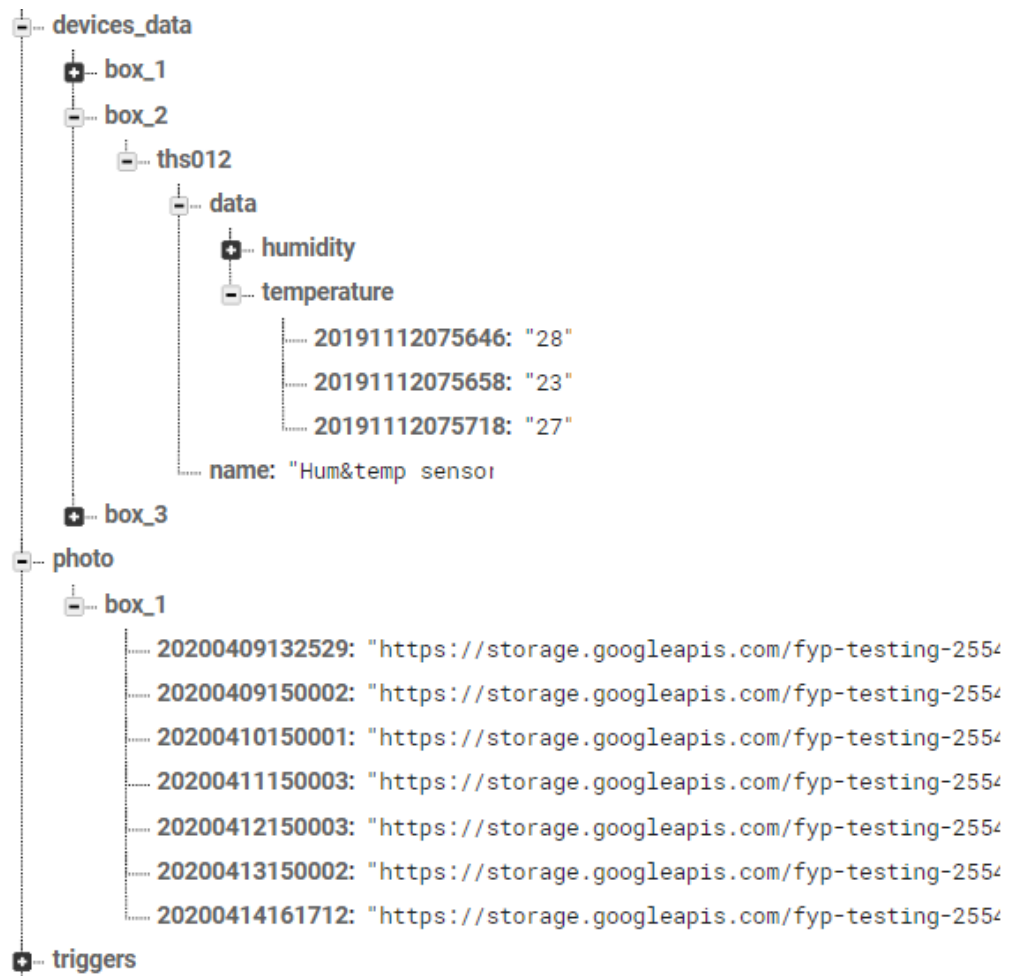 devices_data
box_1
box_2
ths012
data
humidity
temperature
20191112075646: "28"
20191112075658: "23"
20191112075718: "27"
name: "Hum&temp sensor
box_3
photo
box_1
20200409132529: "https://storage.googleapis.com/fyp-testing-2554
20200409150002: "https://storage.googleapis.com/fyp-testing-2554
20200410150001: "https://storage.googleapis.com/fyp-testing-2554
20200411150003: "https://storage.googleapis.com/fyp-testing-2554
20200412150003: "https://storage.googleapis.com/fyp-testing-2554
20200413150002: "https://storage.googleapis.com/fyp-testing-2554
20200414161712: "https://storage.googleapis.com/fyp-testing-2554
triggers